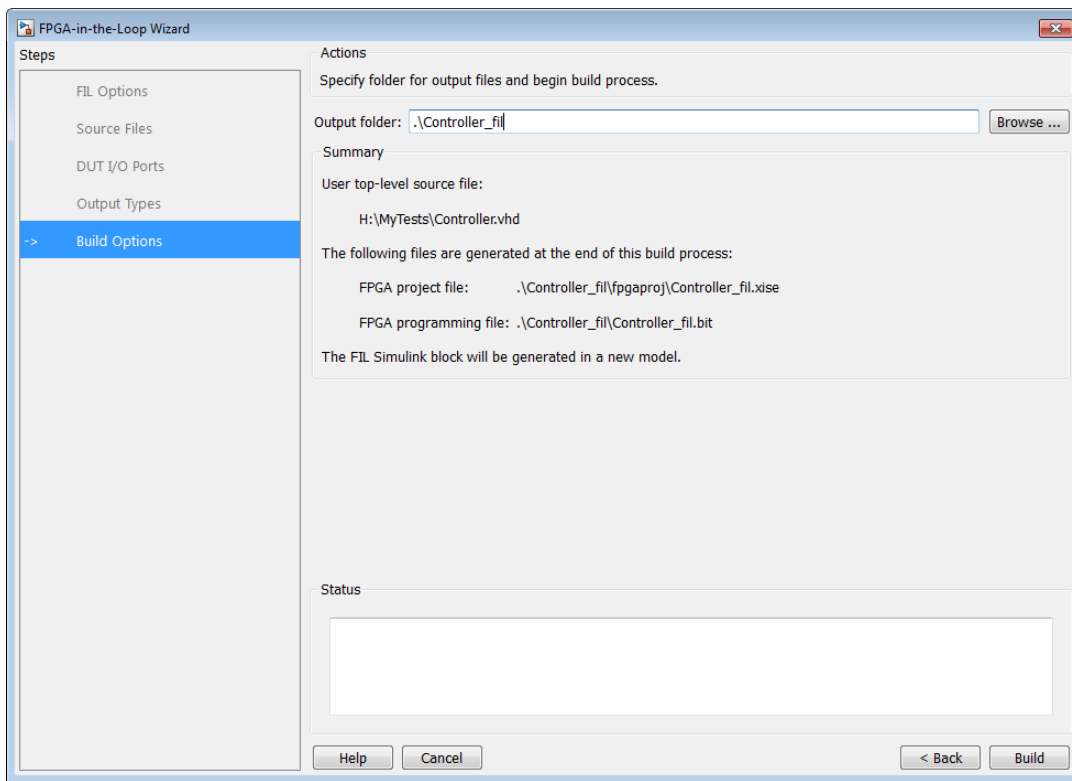 FPGA-in-the-Loop Wizard
Steps
FIL Options
Source Files
DUT I/O Ports
Output Types
-> Build Options
Actions
Specify folder for output files and begin build process.
Output folder: .\Controller_fil Browse ...
Summary
User top-level source file:
H:\MyTests\Controller.vhd
The following files are generated at the end of this build process:
FPGA project file: .\Controller_fil\fpgaproj\Controller_fil.xise
FPGA programming file: .\Controller_fil\Controller_fil.bit
The FIL Simulink block will be generated in a new model.
Status
Help Cancel < Back Build